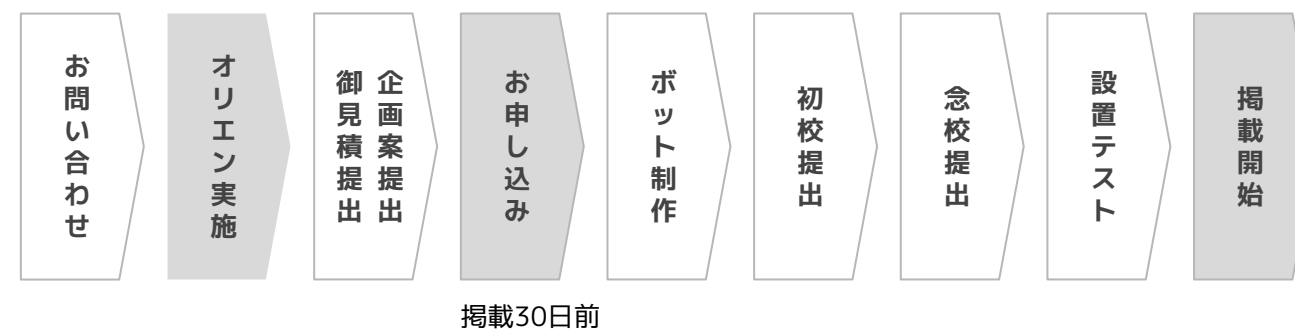 お問い合わせ
オリエン実施
企画案提出
御見積提出
お申し込み
ボット制作
初校提出
念校提出
設置テスト
掲載開始
掲載30日前